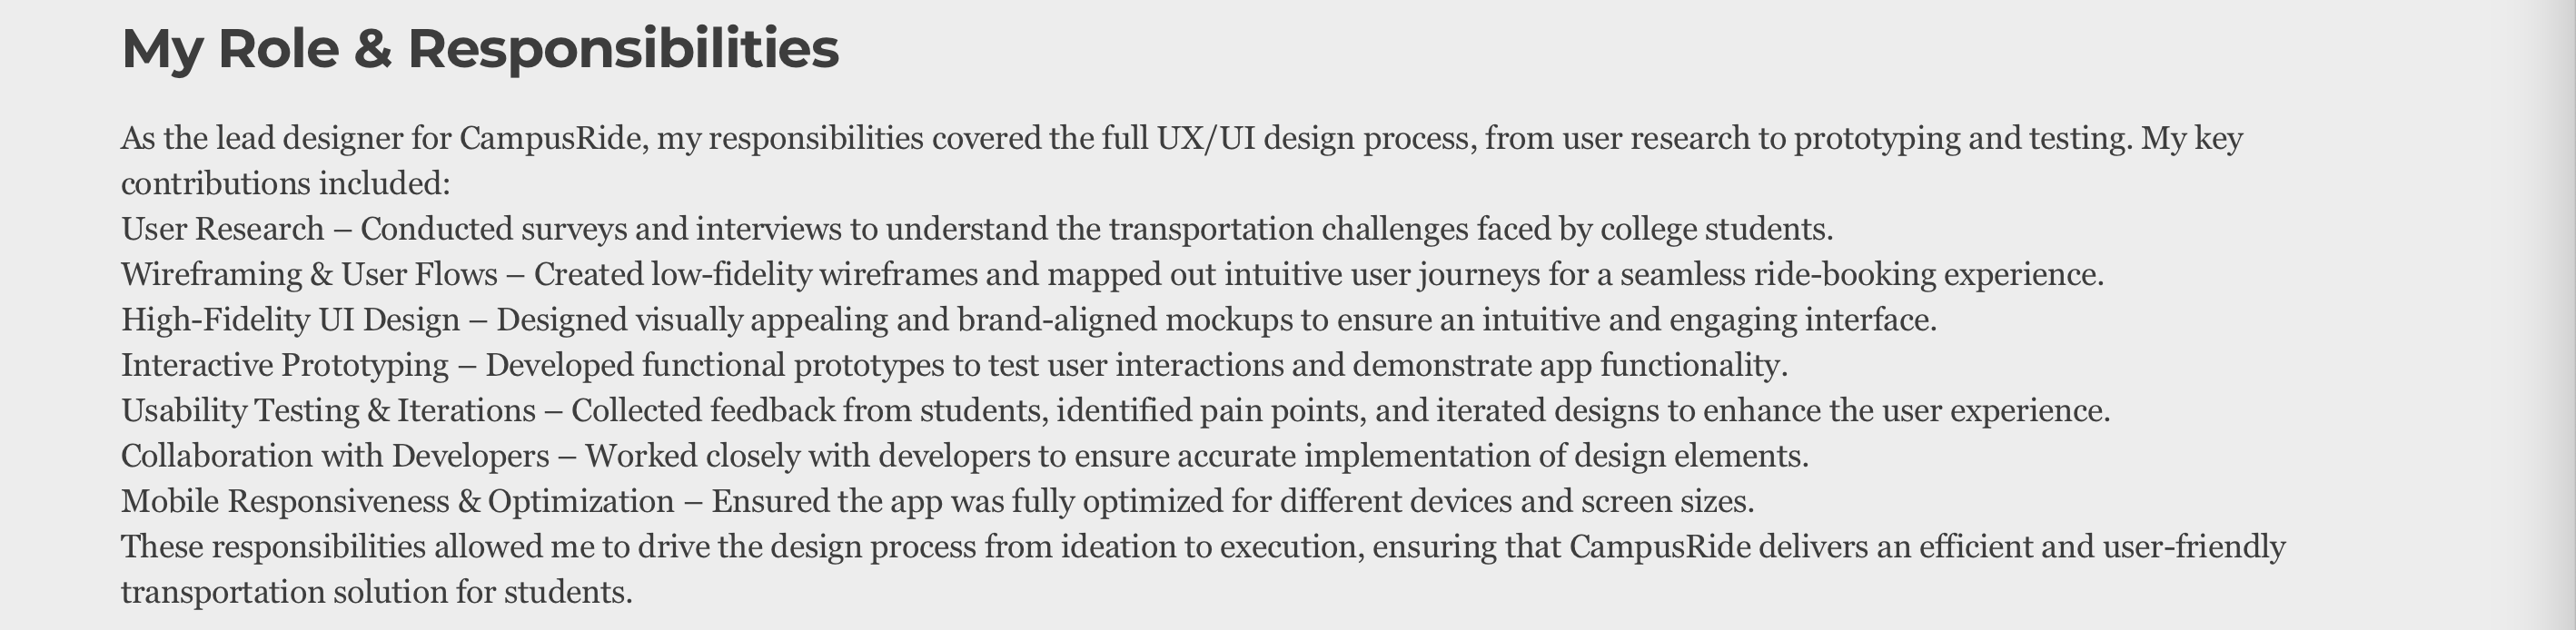 My Role & Responsibilities
As the lead designer for CampusRide, my responsibilities covered the full UX/UI design process, from user research to prototyping and testing. My key
contributions included:
User Research – Conducted surveys and interviews to understand the transportation challenges faced by college students.
Wireframing & User Flows – Created low-fidelity wireframes and mapped out intuitive user journeys for a seamless ride-booking experience.
High-Fidelity UI Design – Designed visually appealing and brand-aligned mockups to ensure an intuitive and engaging interface.
Interactive Prototyping – Developed functional prototypes to test user interactions and demonstrate app functionality.
Usability Testing & Iterations – Collected feedback from students, identified pain points, and iterated designs to enhance the user experience.
Collaboration with Developers – Worked closely with developers to ensure accurate implementation of design elements.
Mobile Responsiveness & Optimization – Ensured the app was fully optimized for different devices and screen sizes.
These responsibilities allowed me to drive the design process from ideation to execution, ensuring that CampusRide delivers an efficient and user-friendly
transportation solution for students.